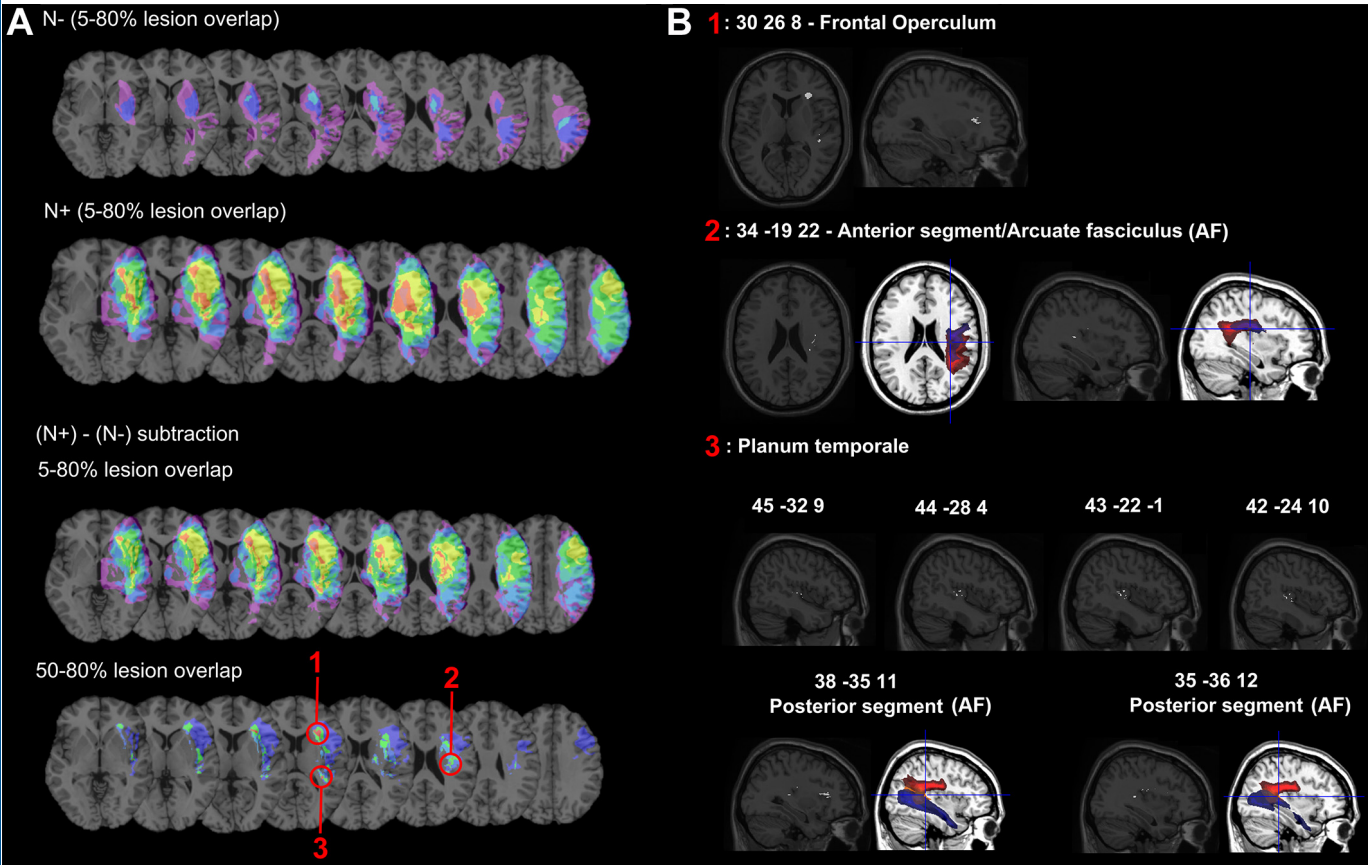 A
N- (5-80% lesion overlap)
N+ (5-80% lesion overlap)
(N+) - (N-) subtraction
5-80% lesion overlap
50-80% lesion overlap
1
2
3
B
1: 30 26 8 - Frontal Operculum
2: 34 -19 22 - Anterior segment/Arcuate fasciculus (AF)
3: Planum temporale
45 -32 9
44 -28 4
43 -22 -1
42 -24 10
38 -35 11
Posterior segment (AF)
35 -36 12
Posterior segment (AF)